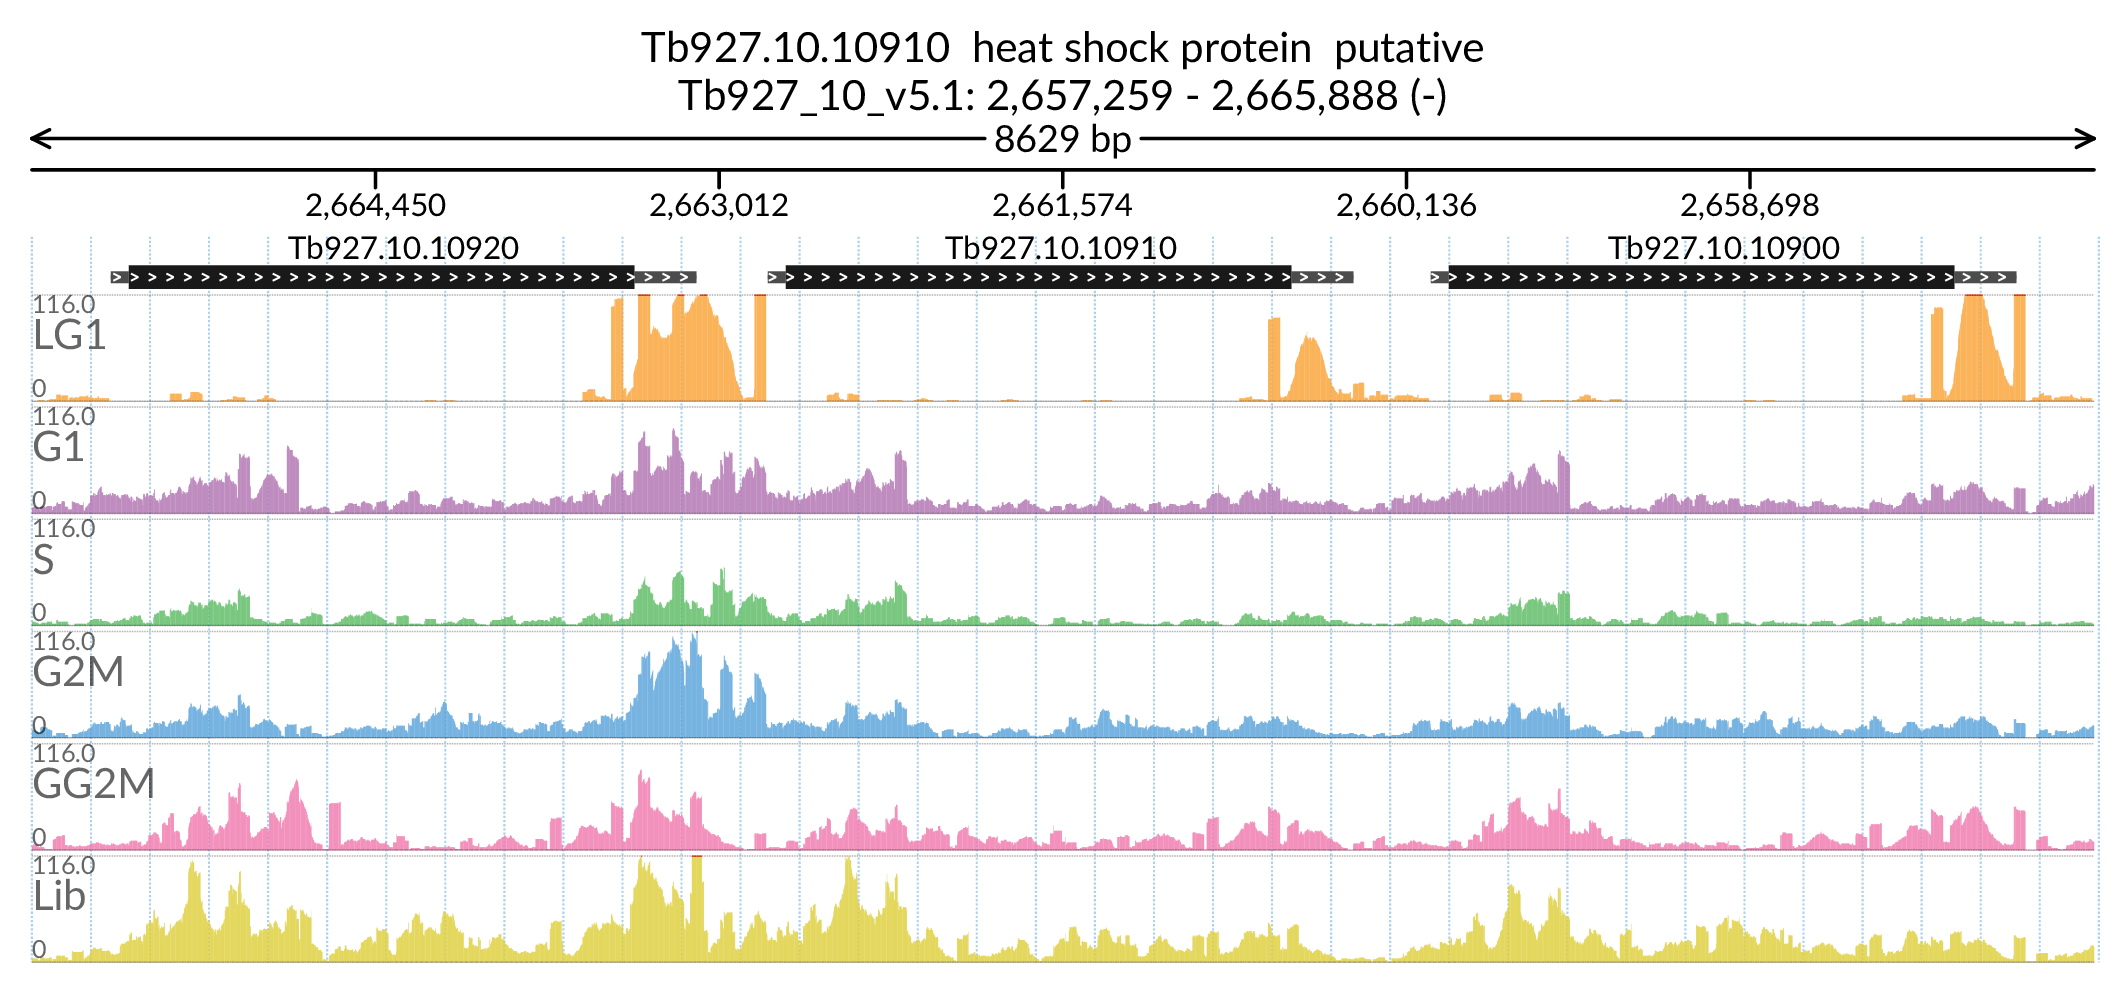 Tb927.10.10910 heat shock protein putative
Tb927_10_v5.1: 2,657,259 - 2,665,888 (-)
8629 bp
2,664,450 2,663,012 2,661,574 2,660,136 2,658,698
Tb927.10.10920 Tb927.10.10910 Tb927.10.10900
116.0
LG1
0
116.0
G1
0
116.0
S
0
116.0
G2M
0
116.0
GG2M
0
116.0
Lib
0